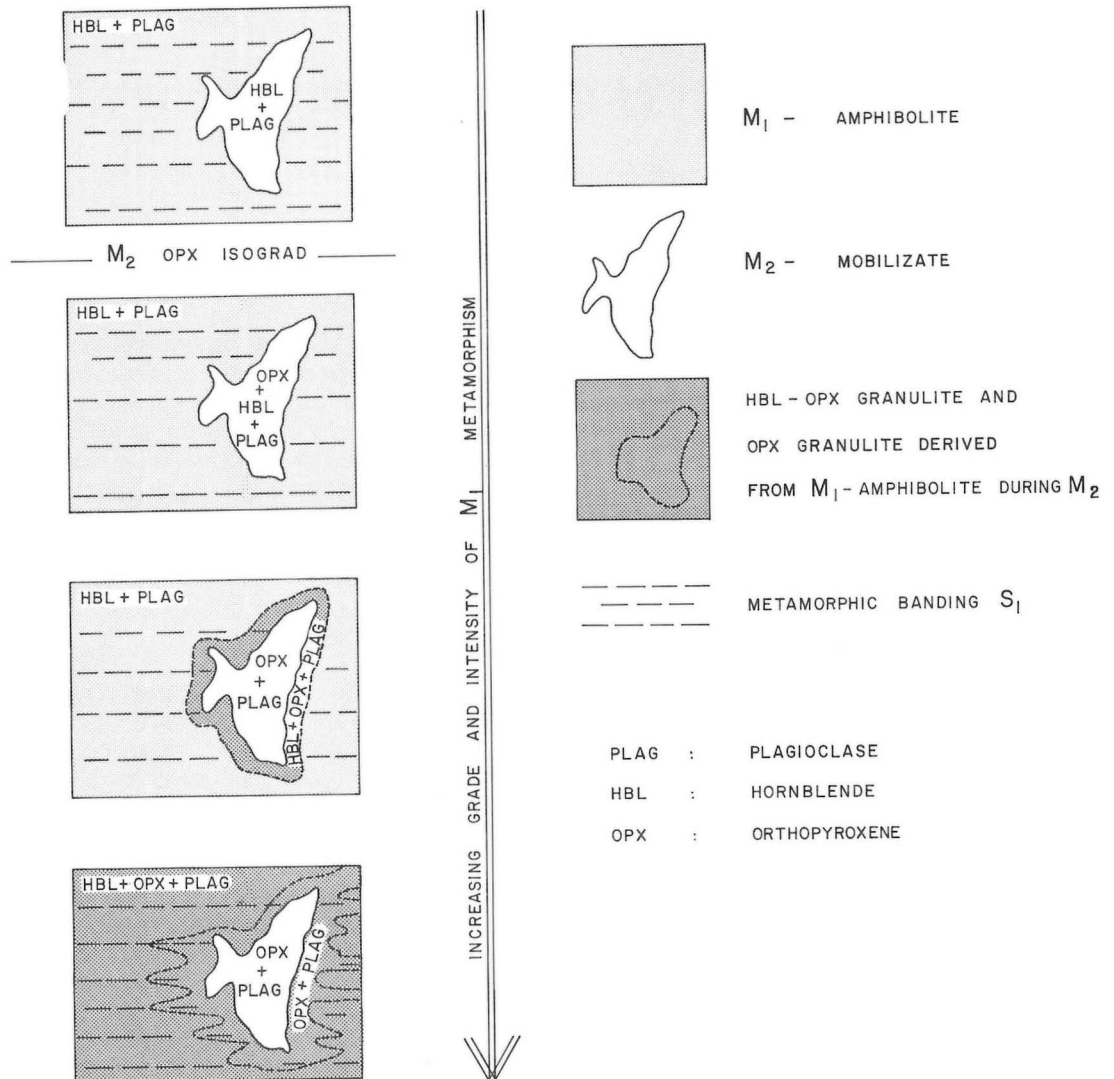 HBL + PLAG
HBL
+
PLAG
M2 OPX ISOGRAD
HBL + PLAG
OPX
+
HBL
+
PLAG
HBL + PLAG
OPX
+
PLAG
HBL + OPX + PLAG
HBL + OPX + PLAG
OPX
+
PLAG
OPX + PLAG
INCREASING GRADE AND INTENSITY OF M1 METAMORPHISM
M1 - AMPHIBOLITE
M2 - MOBILIZATE
HBL - OPX GRANULITE AND
OPX GRANULITE DERIVED
FROM M1 - AMPHIBOLITE DURING M2
METAMORPHIC BANDING S1
PLAG : PLAGIOCLASE
HBL : HORNBLENDE
OPX : ORTHOPYROXENE